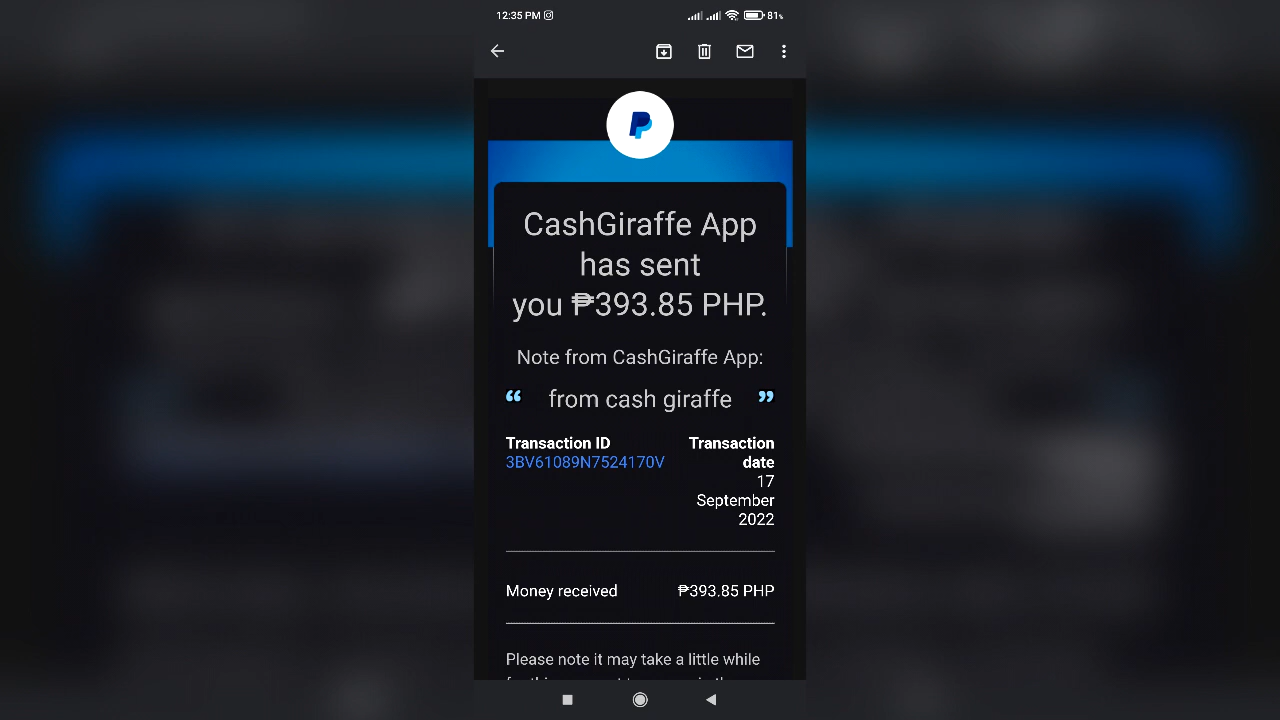 12:35 PM
81%
CashGiraffe App
has sent
you ₱393.85 PHP.
Note from CashGiraffe App:
“ from cash giraffe ”
Transaction ID
3BV61089N7524170V
Transaction
date
17
September
2022
Money received ₱393.85 PHP
Please note it may take a little while